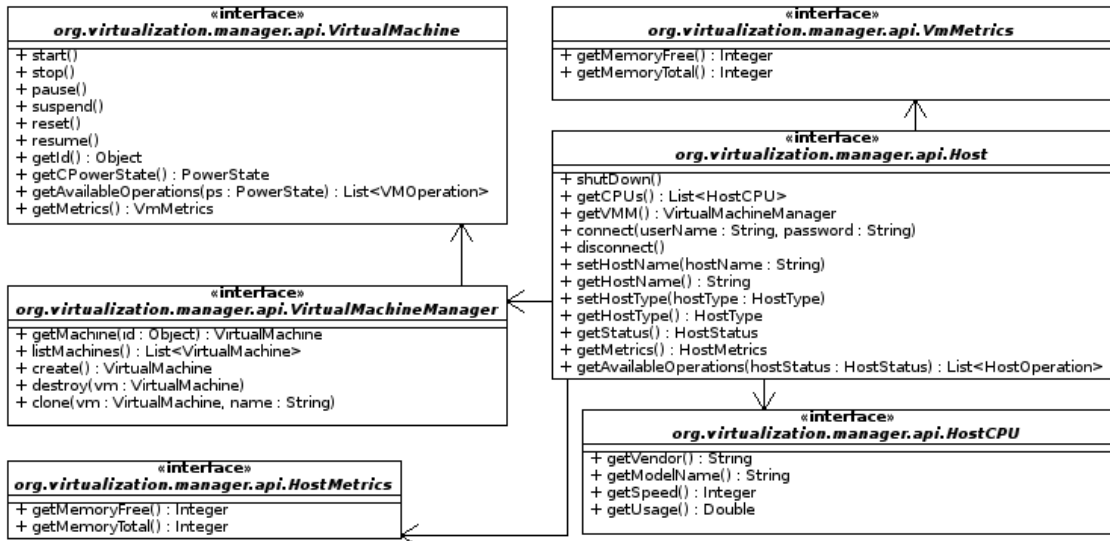 «interface»
org.virtualization.manager.api.VirtualMachine
+ start()
+ stop()
+ pause()
+ suspend()
+ reset()
+ resume()
+ getId() : Object
+ getCPowerState() : PowerState
+ getAvailableOperations(ps : PowerState) : List<VMOperation>
+ getMetrics() : VmMetrics
«interface»
org.virtualization.manager.api.VmMetrics
+ getMemoryFree() : Integer
+ getMemoryTotal() : Integer
«interface»
org.virtualization.manager.api.Host
+ shutDown()
+ getCPUs() : List<HostCPU>
+ getVMM() : VirtualMachineManager
+ connect(userName : String, password : String)
+ disconnect()
+ setHostName(hostName : String)
+ getHostName() : String
+ setHostType(hostType : HostType)
+ getHostType() : HostType
+ getStatus() : HostStatus
+ getMetrics() : HostMetrics
+ getAvailableOperations(hostStatus : HostStatus) : List<HostOperation>
«interface»
org.virtualization.manager.api.VirtualMachineManager
+ getMachine(id : Object) : VirtualMachine
+ listMachines() : List<VirtualMachine>
+ create() : VirtualMachine
+ destroy(vm : VirtualMachine)
+ clone(vm : VirtualMachine, name : String)
«interface»
org.virtualization.manager.api.HostCPU
+ getVendor() : String
+ getModelName() : String
+ getSpeed() : Integer
+ getUsage() : Double
«interface»
org.virtualization.manager.api.HostMetrics
+ getMemoryFree() : Integer
+ getMemoryTotal() : Integer